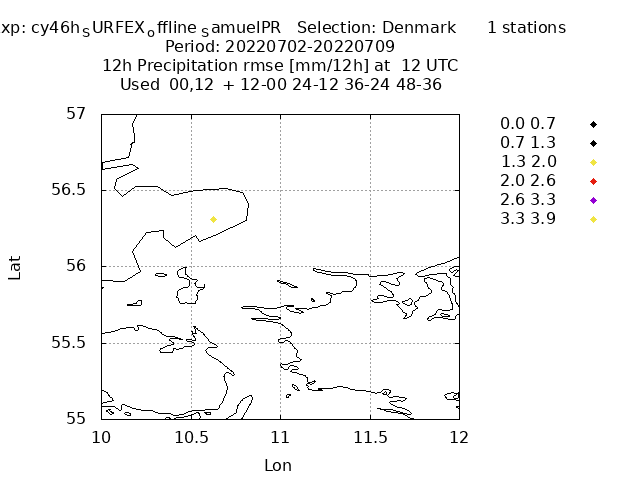 xp: cy46hSURFEXoffline SamuelPR   Selection: Denmark      1 stations
Period: 20220702-20220709
12h Precipitation rmse [mm/12h] at  12 UTC
Used  00,12  + 12-00 24-12 36-24 48-36
57
56.5
56
55.5
55
10 10.5 11 11.5 12
Lat
Lon
0.0 0.7
0.7 1.3
1.3 2.0
2.0 2.6
2.6 3.3
3.3 3.9